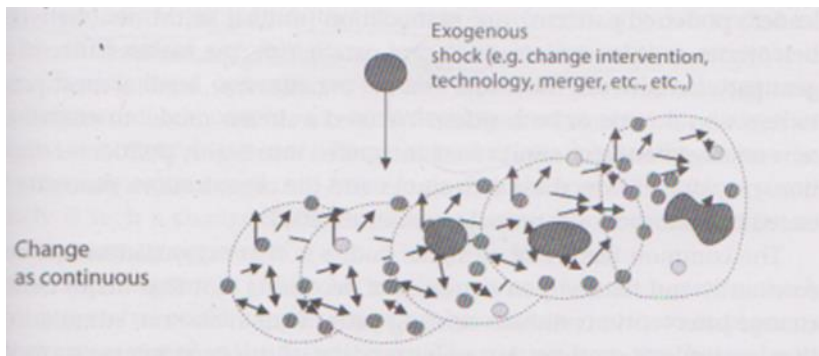 Exogenous
shock (e.g. change intervention,
technology, merger, etc., etc.,)
Change
as continuous